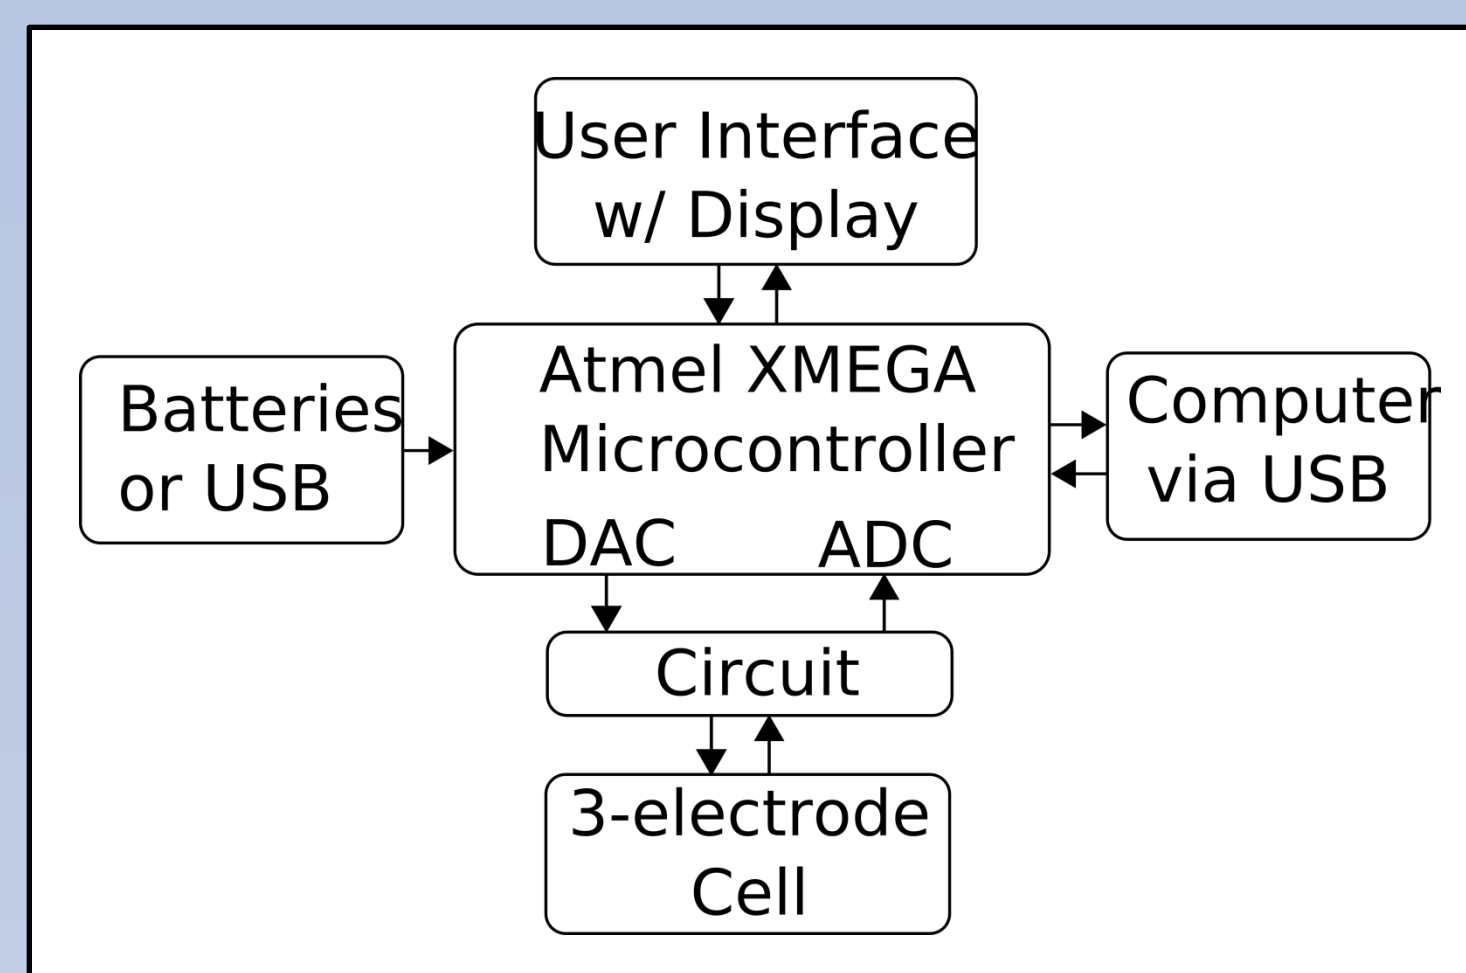 User Interface
w/ Display
Batteries
or USB
Atmel XMEGA
Microcontroller
DAC ADC
Computer
via USB
Circuit
3-electrode
Cell